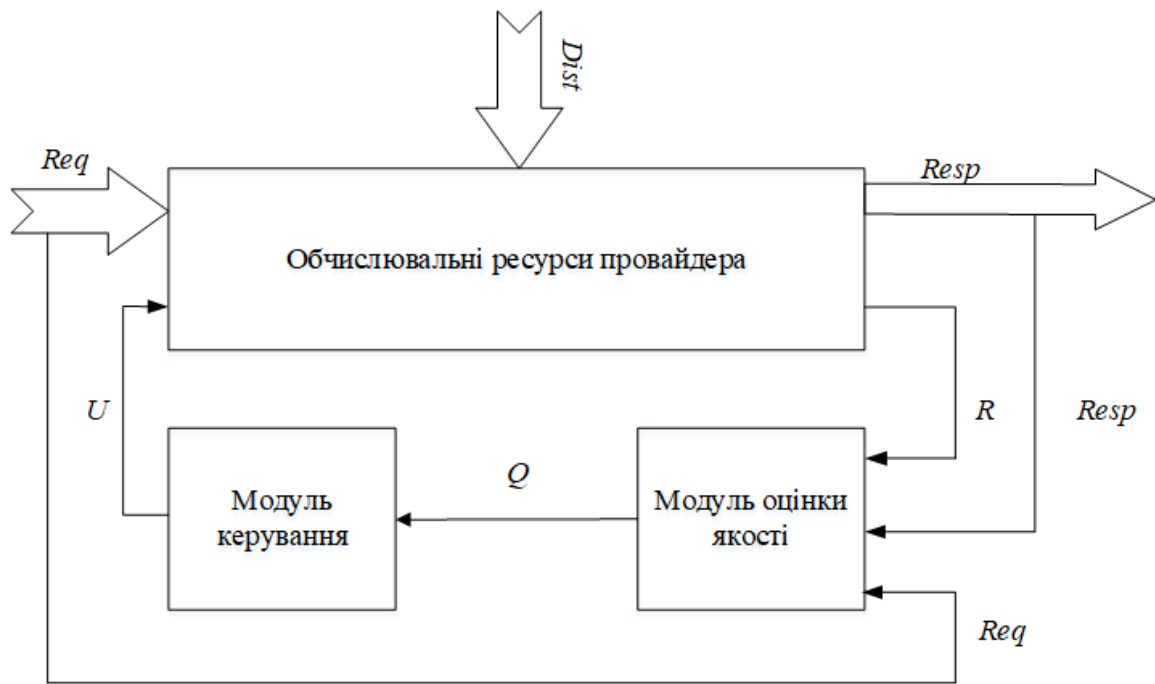 Dist
Req
Resp
Обчислювальні ресурси провайдера
U
Q
R
Resp
Модуль
керування
Модуль оцінки
якості
Req